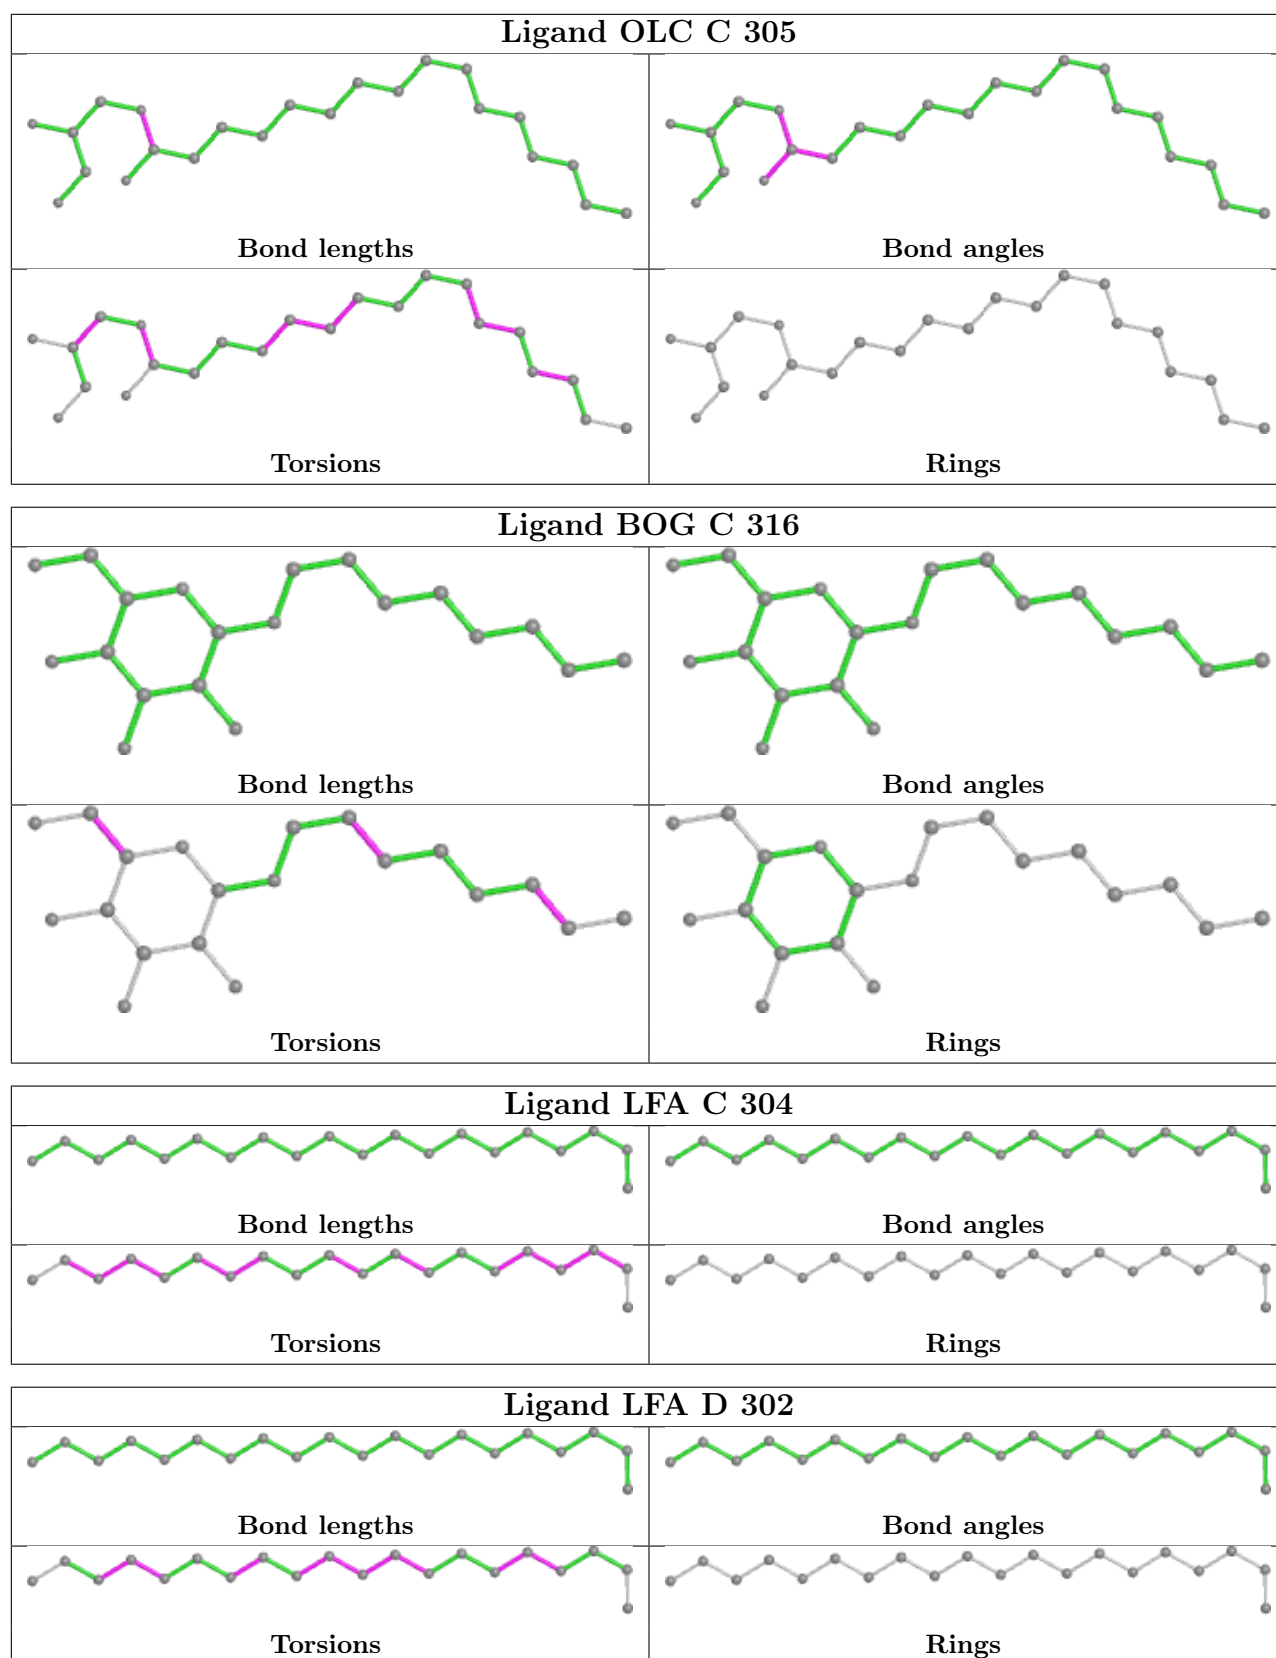 Ligand OLC C 305
Bond lengths
Bond angles
Torsions
Rings
Ligand BOG C 316
Bond lengths
Bond angles
Torsions
Rings
Ligand LFA C 304
Bond lengths
Bond angles
Torsions
Rings
Ligand LFA D 302
Bond lengths
Bond angles
Torsions
Rings